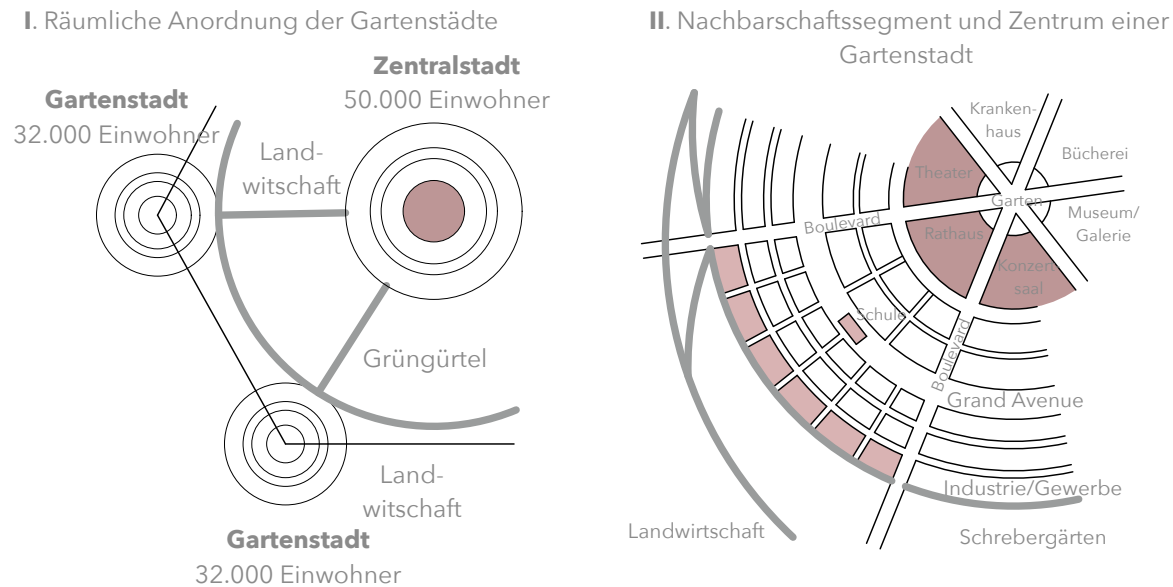 I. Räumliche Anordnung der Gartenstädte
Zentralstadt
50.000 Einwohner
Gartenstadt
32.000 Einwohner
Land-
witschaft
Grüngürtel
Land-
witschaft
Gartenstadt
32.000 Einwohner
II. Nachbarschaftssegment und Zentrum einer
Gartenstadt
Kranken-
haus
Bücherei
Theater
Garten
Museum/
Galerie
Boulevard
Rathaus
Konzert
saal
Schule
Boulevard
Grand Avenue
Industrie/Gewerbe
Landwirtschaft
Schrebergärten